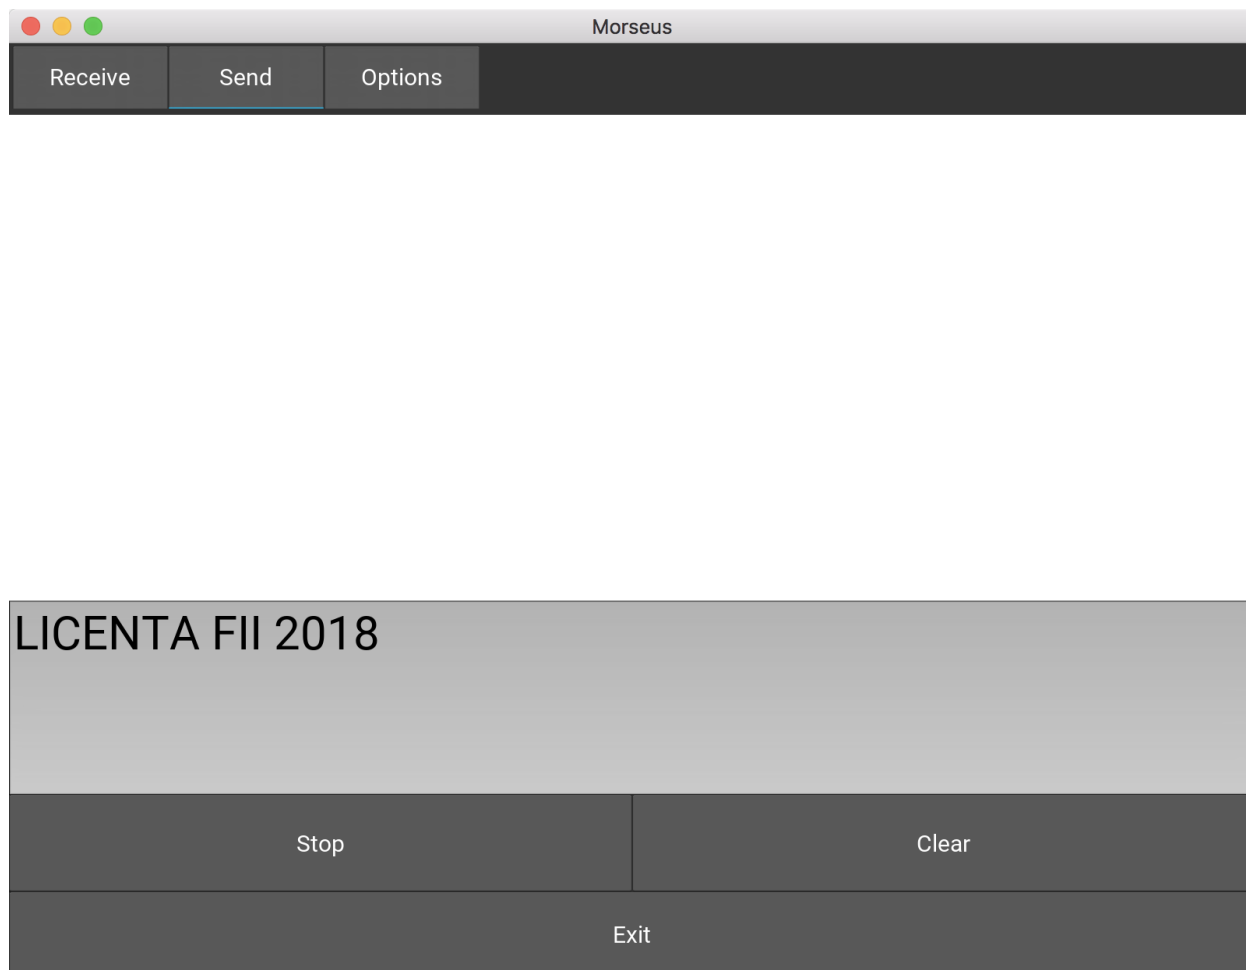 Morseus
Receive Send Options
LICENTA FII 2018
Stop Clear
Exit